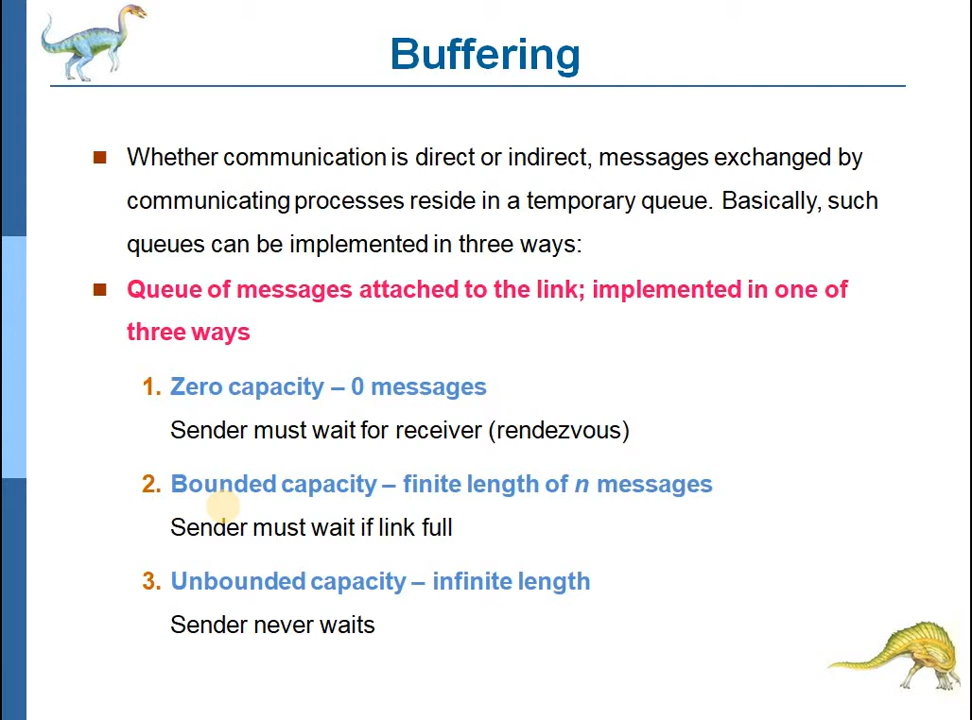 Buffering
Whether communication is direct or indirect, messages exchanged by
communicating processes reside in a temporary queue. Basically, such
queues can be implemented in three ways:
Queue of messages attached to the link; implemented in one of
three ways
1. Zero capacity – 0 messages
Sender must wait for receiver (rendezvous)
2. Bounded capacity – finite length of n messages
Sender must wait if link full
3. Unbounded capacity – infinite length
Sender never waits